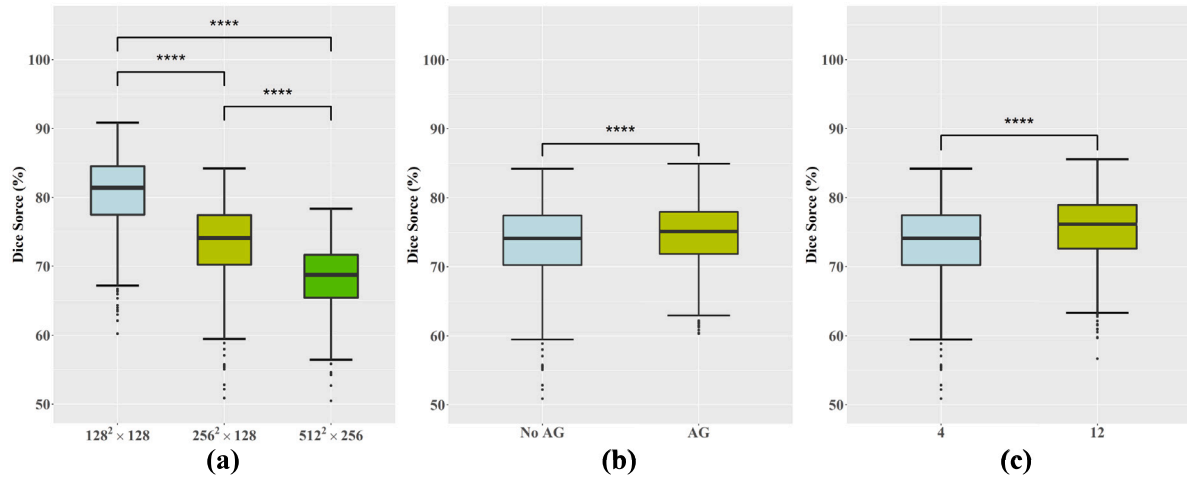 Dice Sorce (%)
100
90
80
70
60
50
****
****
****
128² × 128
256² × 128
512² × 256
(a)
Dice Sorce (%)
100
90
80
70
60
50
****
No AG
AG
(b)
Dice Sorce (%)
100
90
80
70
60
50
****
4
12
(c)